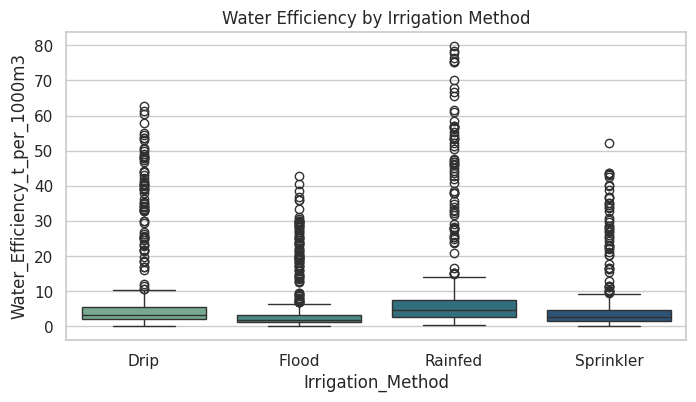 Water Efficiency by Irrigation Method
Water_Efficiency_t_per_1000m3
80
70
60
50
40
30
20
10
0
Drip Flood Rainfed Sprinkler
Irrigation_Method